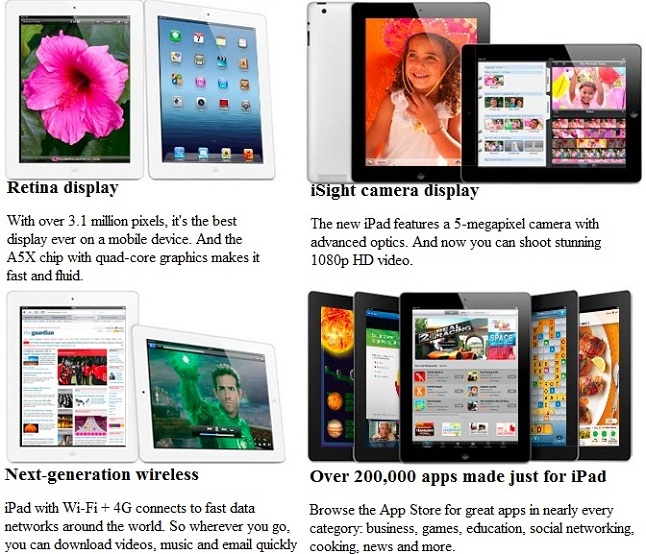 Retina display
With over 3.1 million pixels, it's the best
display ever on a mobile device. And the
A5X chip with quad-core graphics makes it
fast and fluid.
iSight camera display
The new iPad features a 5-megapixel camera with
advanced optics. And now you can shoot stunning
1080p HD video.
theguardian
Next-generation wireless
iPad with Wi-Fi + 4G connects to fast data
networks around the world. So wherever you go,
you can download videos, music and email quickly
REAL
RACING
SPACE
Over 200,000 apps made just for iPad
Browse the App Store for great apps in nearly every
category: business, games, education, social networking,
cooking, news and more.